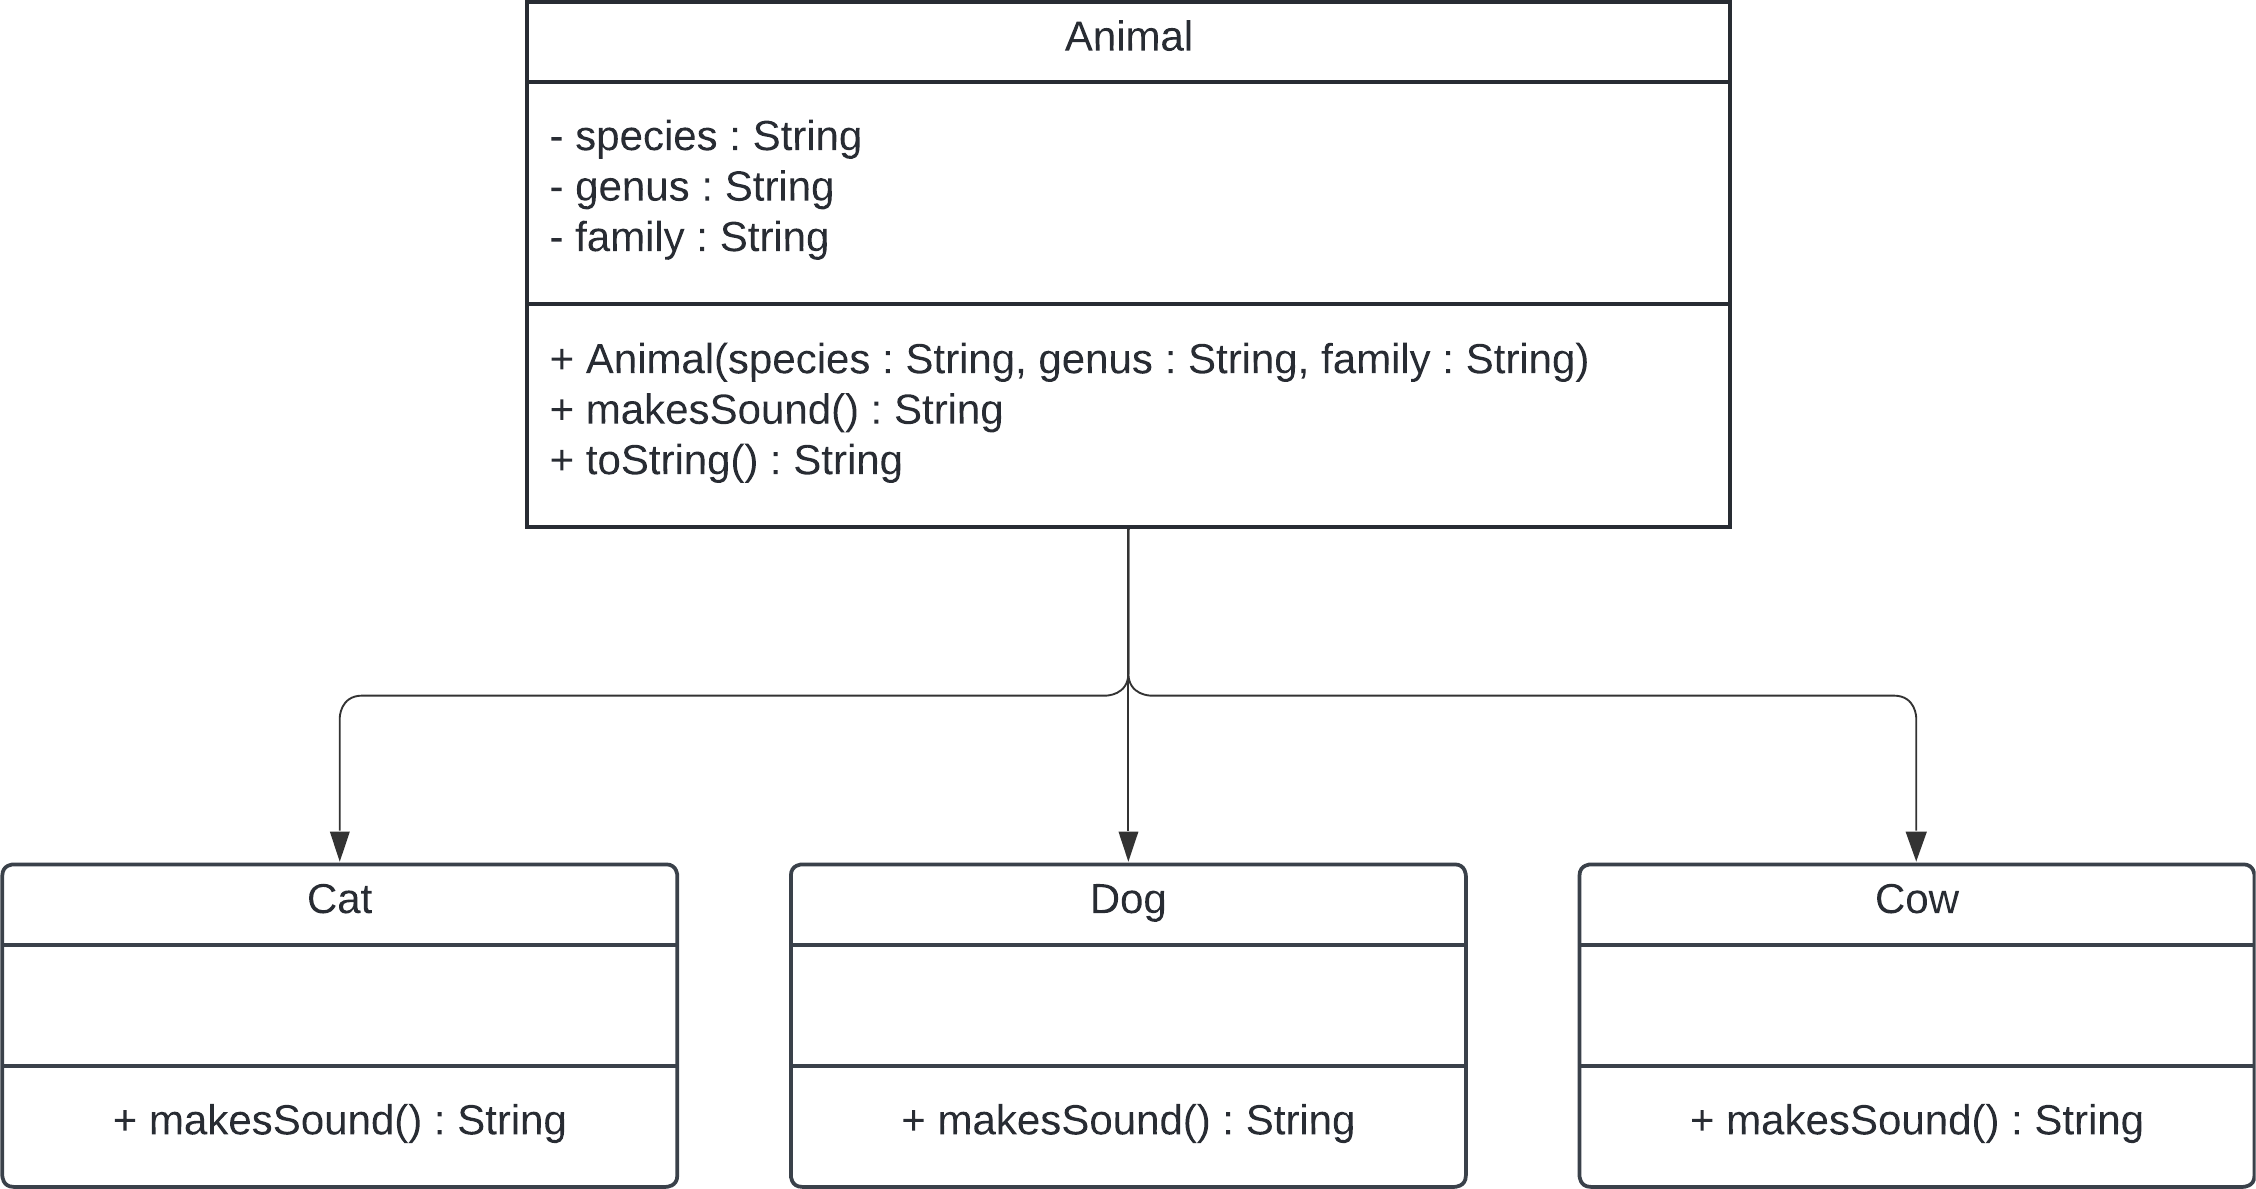 Animal
- species : String
- genus : String
- family : String
+ Animal(species : String, genus : String, family : String)
+ makesSound() : String
+ toString() : String
Cat
+ makesSound() : String
Dog
+ makesSound() : String
Cow
+ makesSound() : String